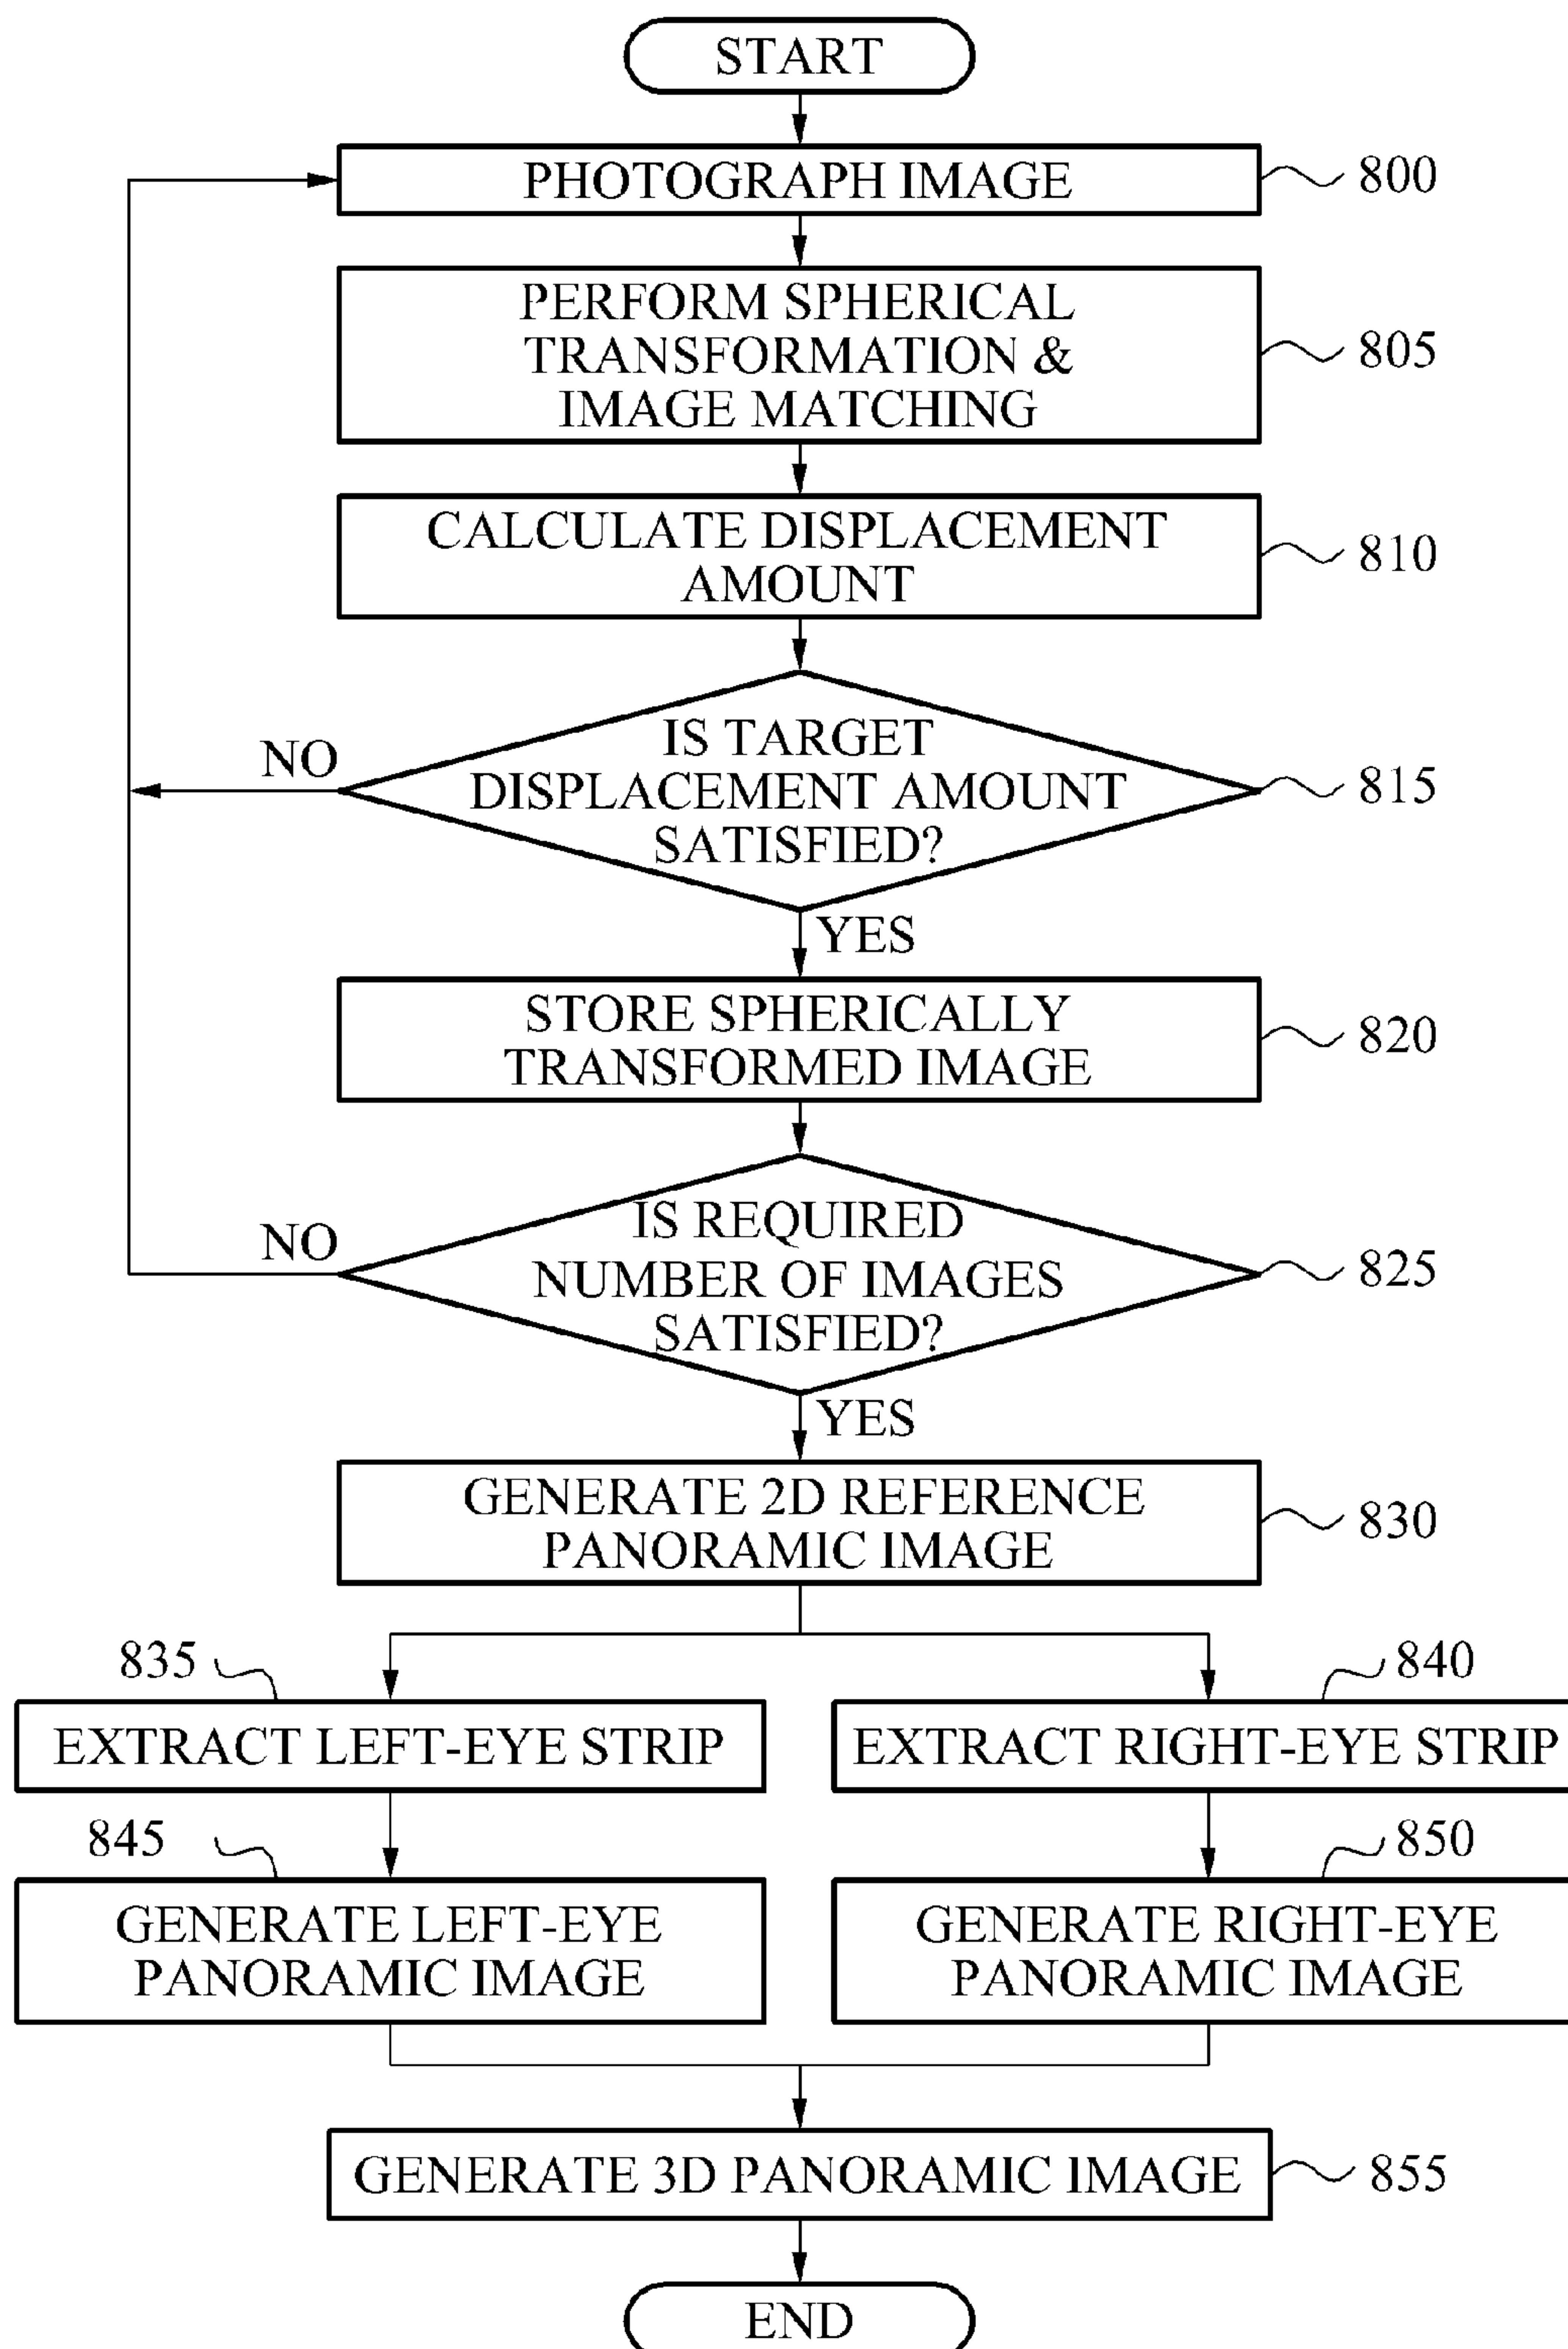 START
PHOTOGRAPH IMAGE
800
PERFORM SPHERICAL
TRANSFORMATION &
IMAGE MATCHING
805
CALCULATE DISPLACEMENT
AMOUNT
810
IS TARGET
DISPLACEMENT AMOUNT
SATISFIED?
815
NO
YES
STORE SPHERICALLY
TRANSFORMED IMAGE
820
IS REQUIRED
NUMBER OF IMAGES
SATISFIED?
825
NO
YES
GENERATE 2D REFERENCE
PANORAMIC IMAGE
830
835
840
EXTRACT LEFT-EYE STRIP
EXTRACT RIGHT-EYE STRIP
845
850
GENERATE LEFT-EYE
PANORAMIC IMAGE
GENERATE RIGHT-EYE
PANORAMIC IMAGE
GENERATE 3D PANORAMIC IMAGE
855
END